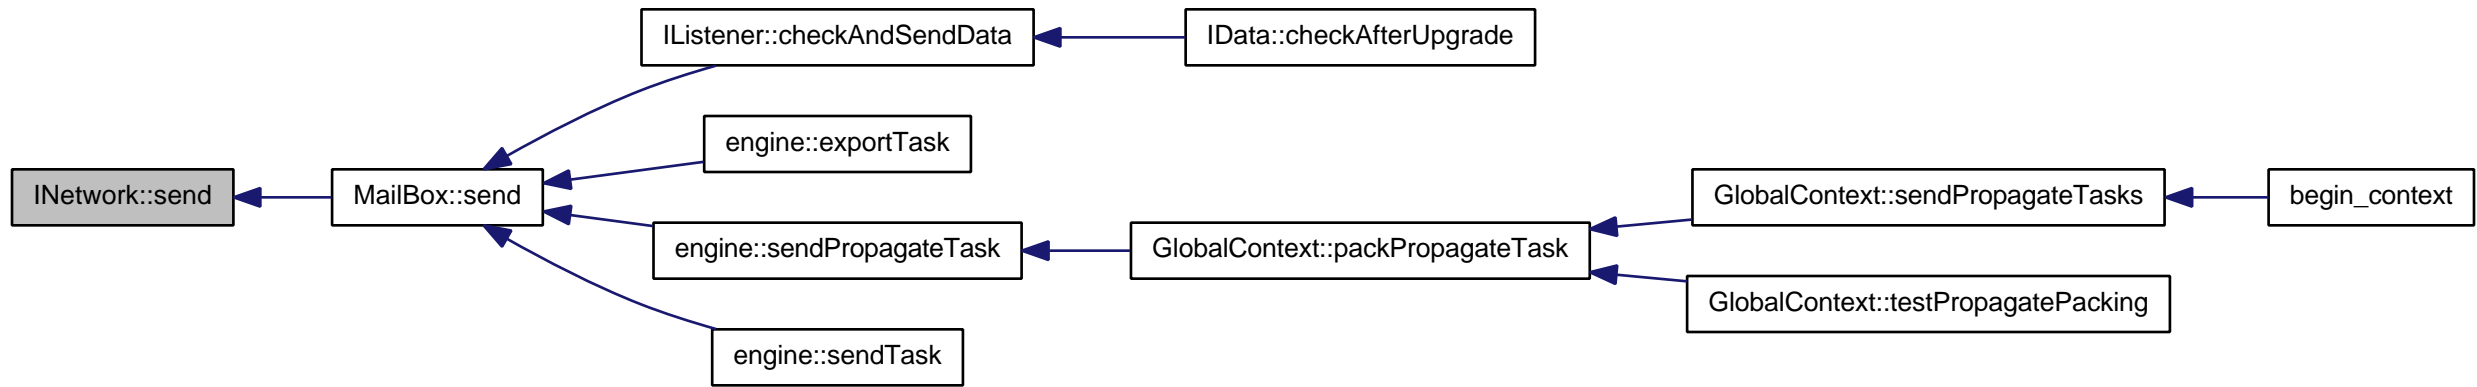 IListener::checkAndSendData
IData::checkAfterUpgrade
engine::exportTask
INetwork::send
MailBox::send
GlobalContext::sendPropagateTasks
begin_context
engine::sendPropagateTask
GlobalContext::packPropagateTask
GlobalContext::testPropagatePacking
engine::sendTask